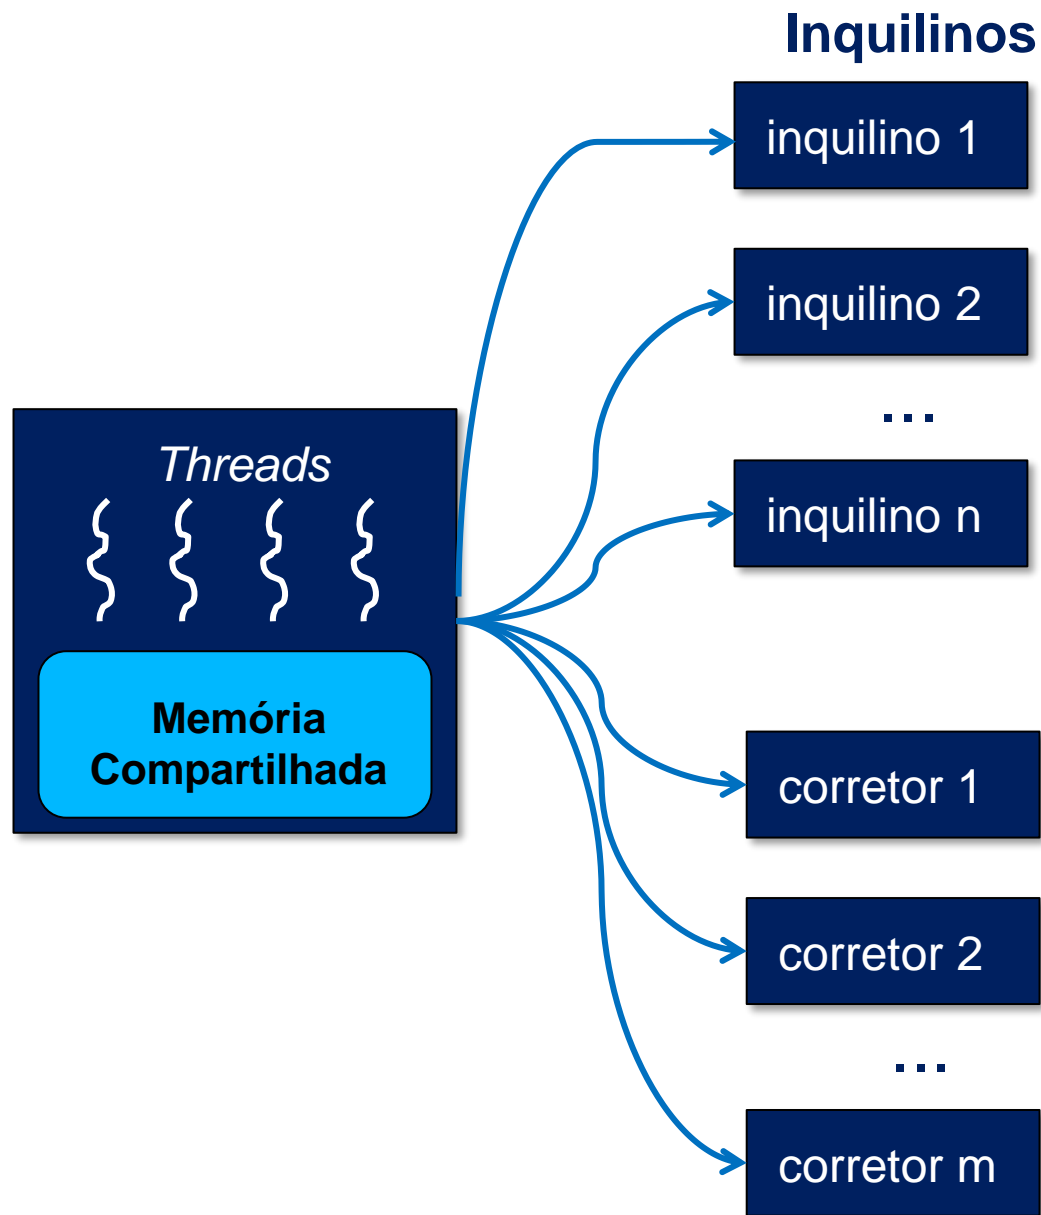 Inquilinos
inquilino 1
inquilino 2
...
inquilino n
Threads
Memória
Compartilhada
corretor 1
corretor 2
...
corretor m